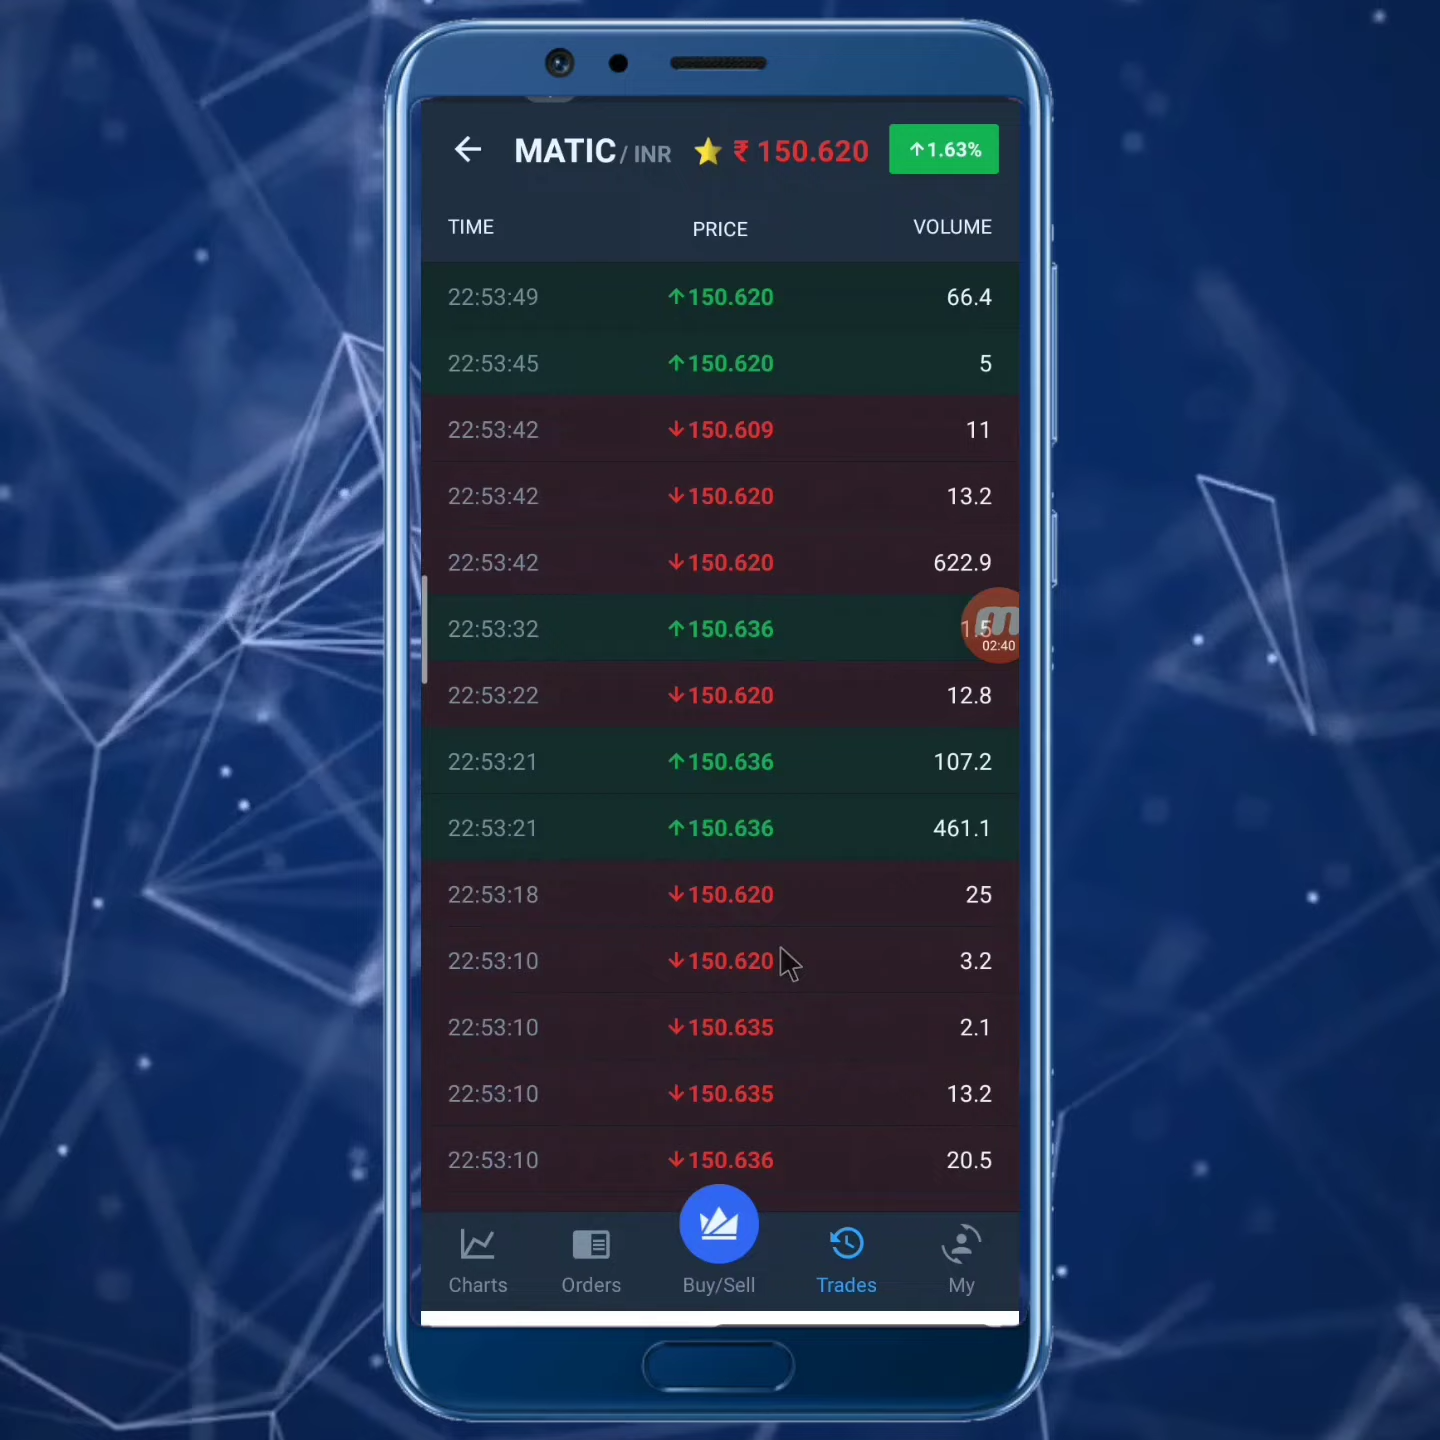 MATIC / INR ⭐ ₹ 150.620 ↑1.63%
TIME PRICE VOLUME
22:53:49 ↑150.620 66.4
22:53:45 ↑150.620 5
22:53:42 ↓150.609 11
22:53:42 ↓150.620 13.2
22:53:42 ↓150.620 622.9
22:53:32 ↑150.636 1.5
02:40
22:53:22 ↓150.620 12.8
22:53:21 ↑150.636 107.2
22:53:21 ↑150.636 461.1
22:53:18 ↓150.620 25
22:53:10 ↓150.620 3.2
22:53:10 ↓150.635 2.1
22:53:10 ↓150.635 13.2
22:53:10 ↓150.636 20.5
Charts Orders Buy/Sell Trades My